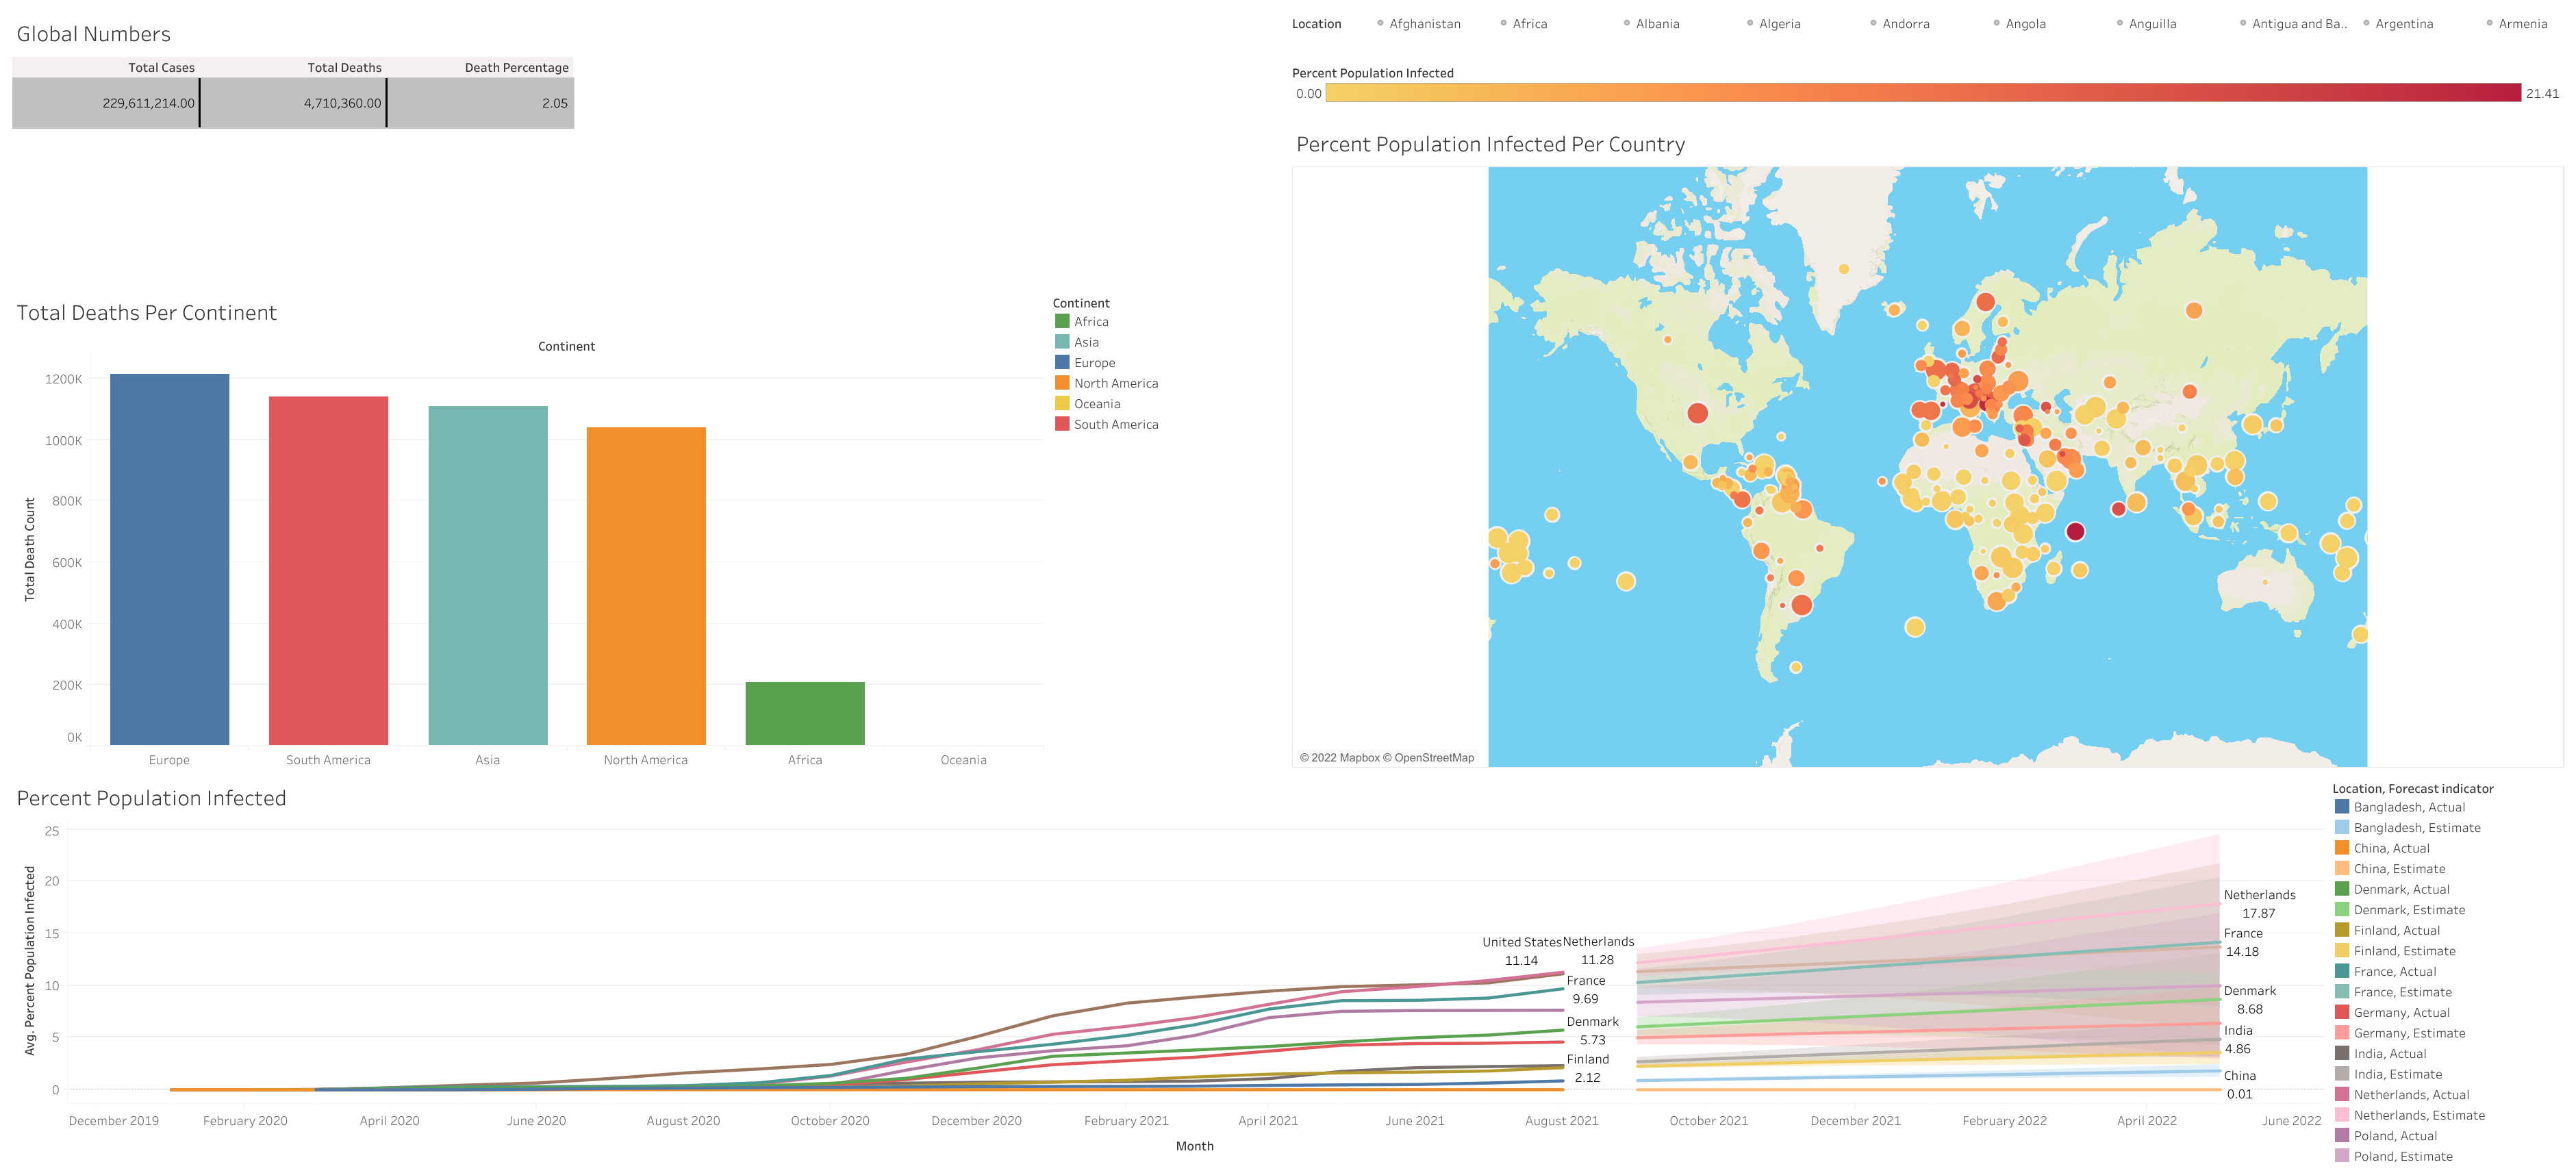 Global Numbers
Total Cases Total Deaths Death Percentage
229,611,214.00 4,710,360.00 2.05
Location Afghanistan Africa Albania Algeria Andorra Angola Anguilla Antigua and Ba.. Argentina Armenia
Percent Population Infected
0.00 21.41
Percent Population Infected Per Country
© 2022 Mapbox © OpenStreetMap
Total Deaths Per Continent
Continent
Total Death Count
1200K
1000K
800K
600K
400K
200K
0K
Europe South America Asia North America Africa Oceania
Continent
Africa
Asia
Europe
North America
Oceania
South America
Percent Population Infected
Avg. Percent Population Infected
25
20
15
10
5
0
United States
11.14
Netherlands
11.28
France
9.69
Denmark
5.73
Finland
2.12
Netherlands
17.87
France
14.18
Denmark
8.68
India
4.86
China
0.01
December 2019 February 2020 April 2020 June 2020 August 2020 October 2020 December 2020 February 2021 April 2021 June 2021 August 2021 October 2021 December 2021 February 2022 April 2022 June 2022
Month
Location, Forecast indicator
Bangladesh, Actual
Bangladesh, Estimate
China, Actual
China, Estimate
Denmark, Actual
Denmark, Estimate
Finland, Actual
Finland, Estimate
France, Actual
France, Estimate
Germany, Actual
Germany, Estimate
India, Actual
India, Estimate
Netherlands, Actual
Netherlands, Estimate
Poland, Actual
Poland, Estimate